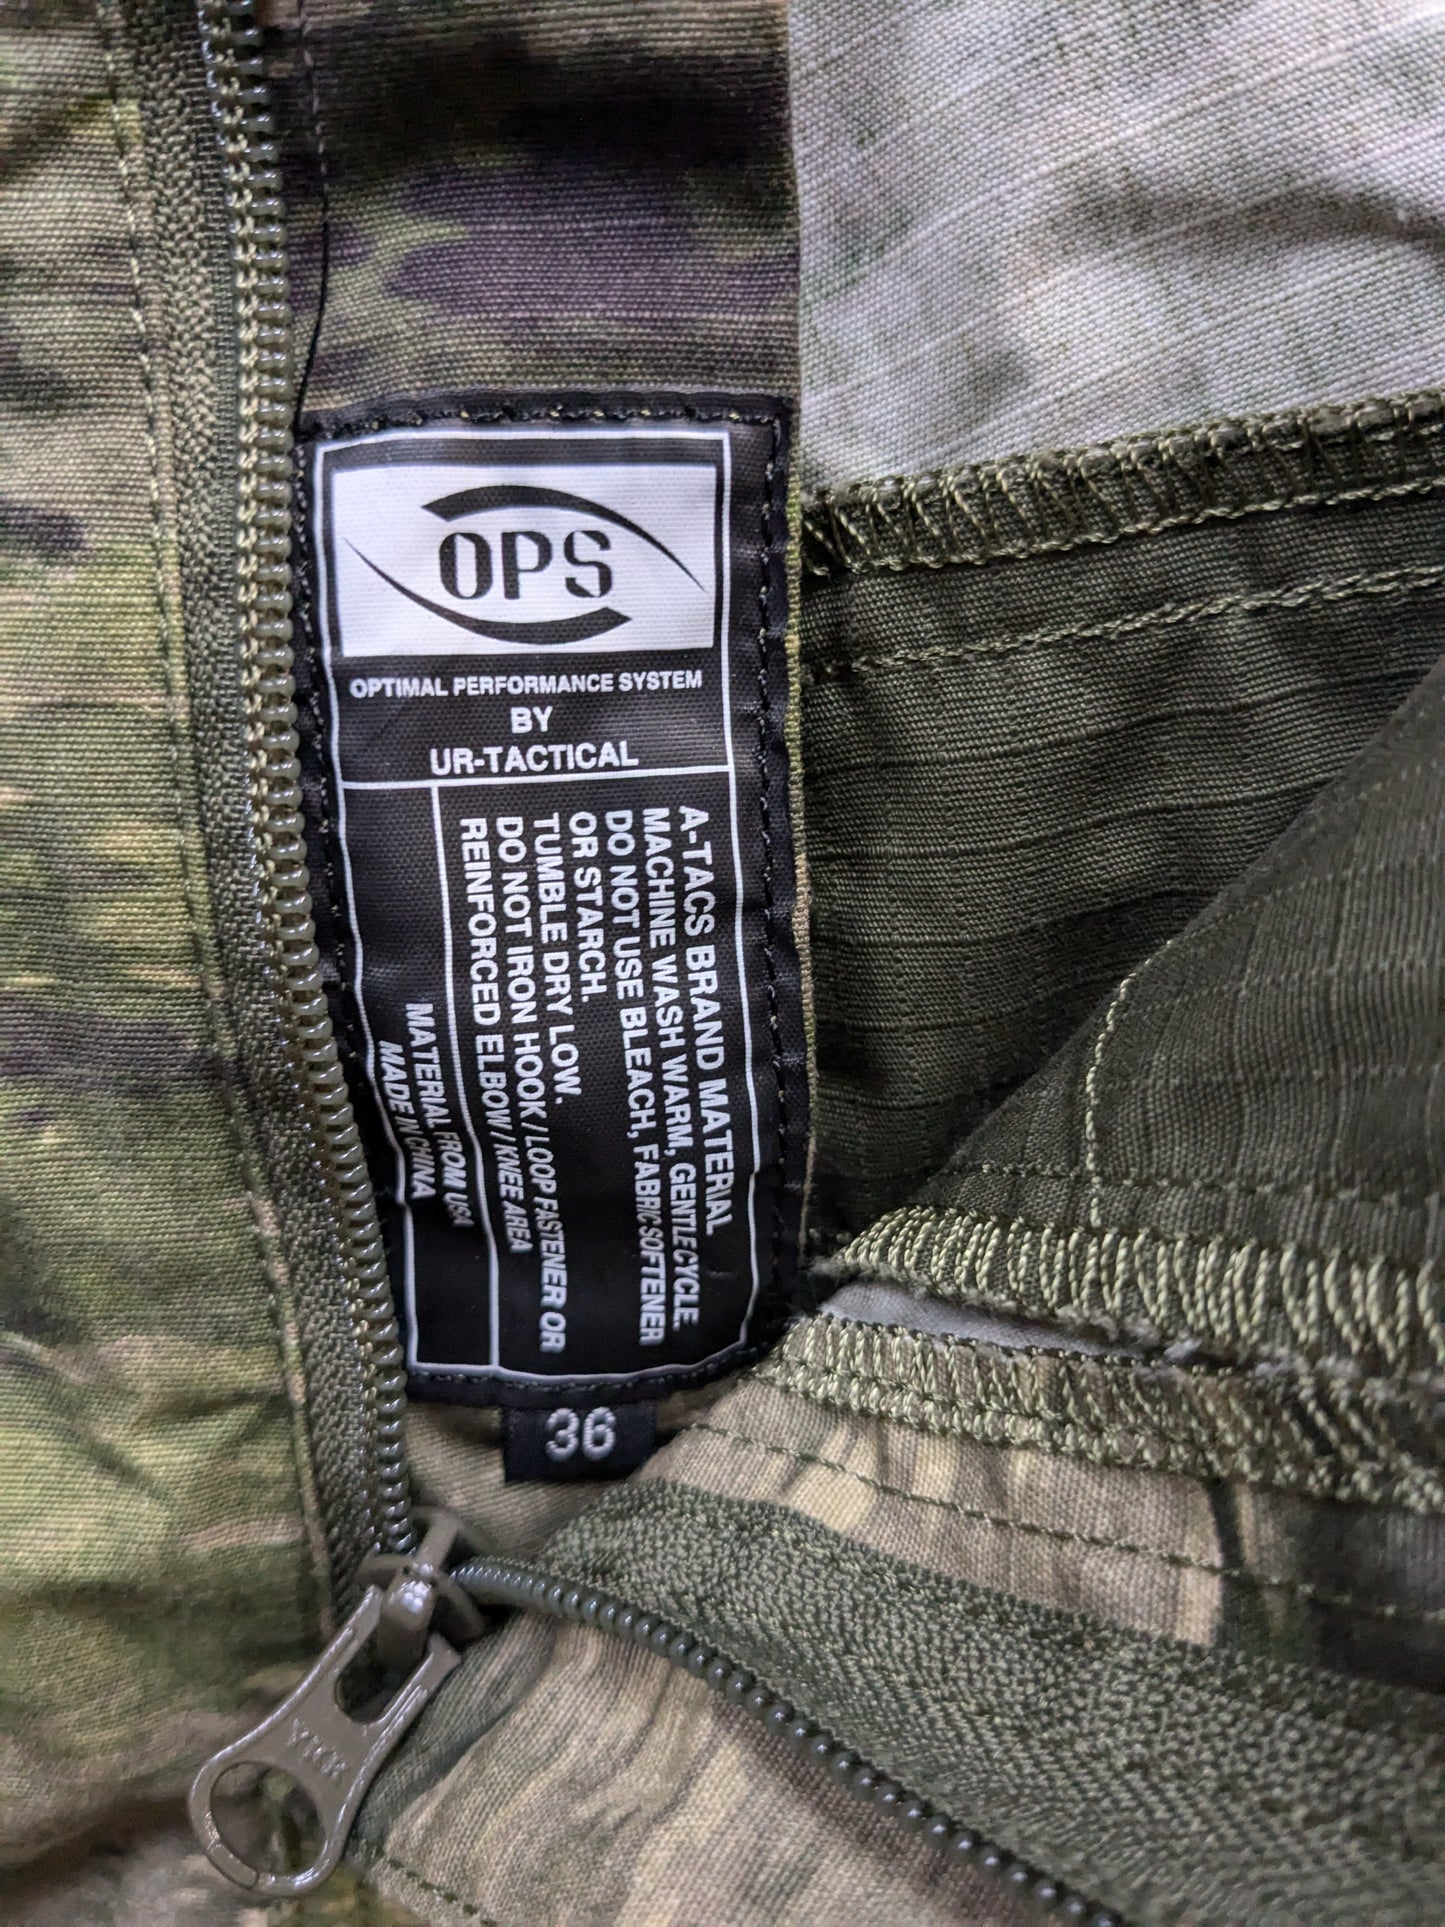 OPS
OPTIMAL PERFORMANCE SYSTEM
BY
UR-TACTICAL
A-TACS BRAND MATERIAL
MACHINE WASH WARM, GENTLE CYCLE.
DO NOT USE BLEACH, FABRIC SOFTENER
OR STARCH.
TUMBLE DRY LOW.
DO NOT IRON HOOK/LOOP FASTENER OR
REINFORCED ELBOW/KNEE AREA
MATERIAL FROM USA
MADE IN CHINA
36
YKK